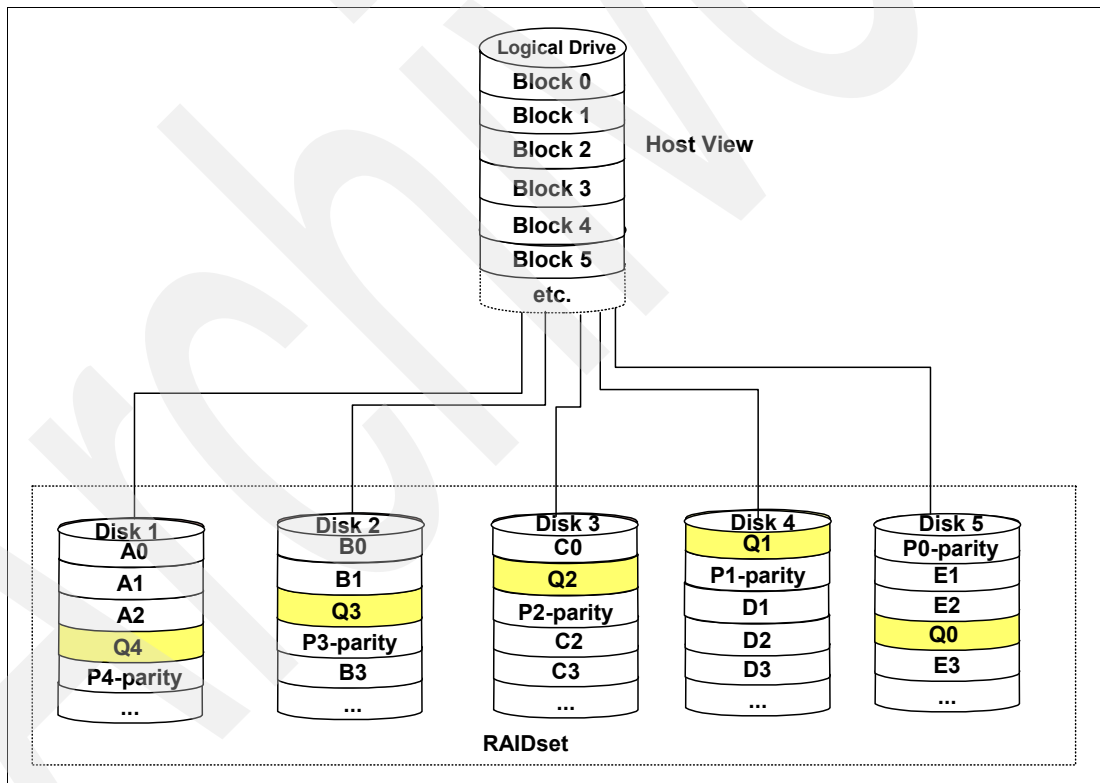 Logical Drive
Block 0
Block 1
Block 2
Block 3
Block 4
Block 5
etc.
Host View
Disk 1
A0
A1
A2
Q4
P4-parity
...
Disk 2
B0
B1
Q3
P3-parity
B3
...
Disk 3
C0
Q2
P2-parity
C2
C3
...
Disk 4
Q1
P1-parity
D1
D2
D3
...
Disk 5
P0-parity
E1
E2
Q0
E3
...
RAIDset